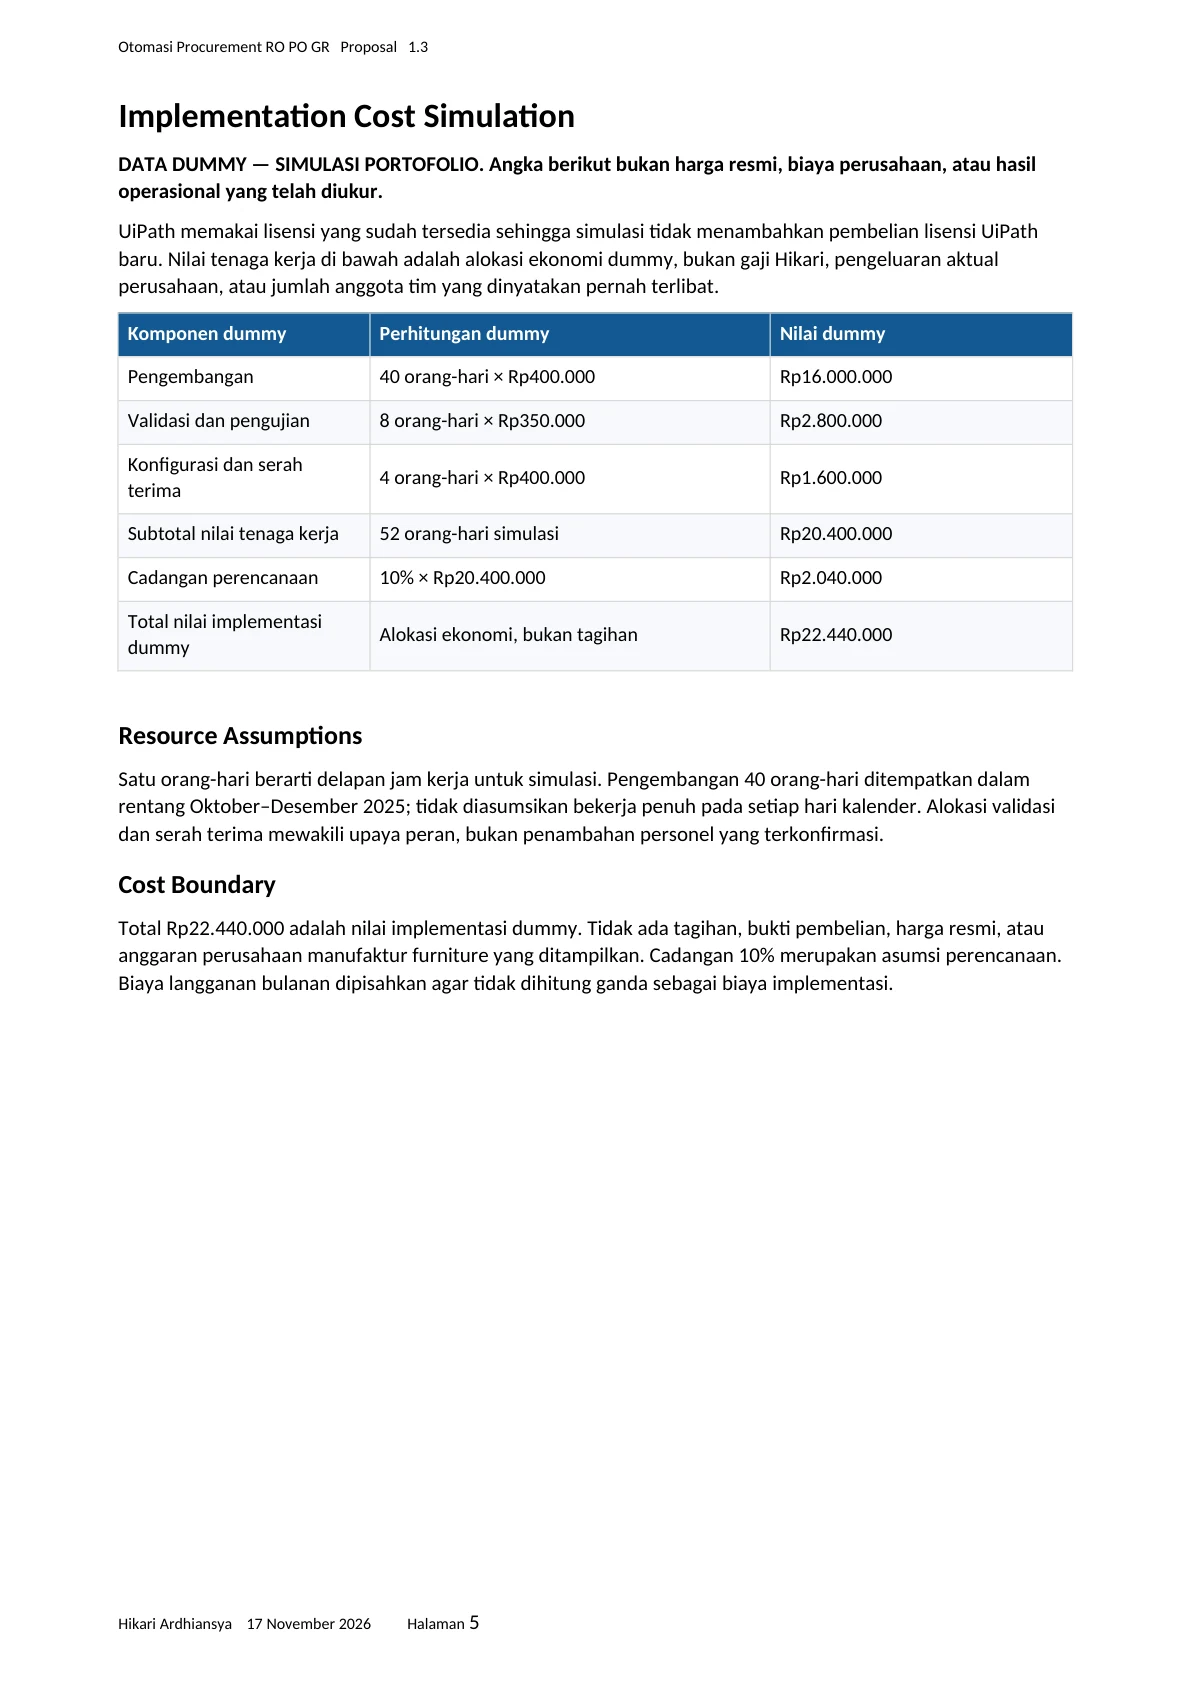 Otomasi Procurement RO PO GR   Proposal   1.3
Implementation Cost Simulation
DATA DUMMY — SIMULASI PORTOFOLIO. Angka berikut bukan harga resmi, biaya perusahaan, atau hasil
operasional yang telah diukur.
UiPath memakai lisensi yang sudah tersedia sehingga simulasi tidak menambahkan pembelian lisensi UiPath
baru. Nilai tenaga kerja di bawah adalah alokasi ekonomi dummy, bukan gaji Hikari, pengeluaran aktual
perusahaan, atau jumlah anggota tim yang dinyatakan pernah terlibat.
Komponen dummy   Perhitungan dummy   Nilai dummy
Pengembangan   40 orang-hari × Rp400.000   Rp16.000.000
Validasi dan pengujian   8 orang-hari × Rp350.000   Rp2.800.000
Konfigurasi dan serah
terima   4 orang-hari × Rp400.000   Rp1.600.000
Subtotal nilai tenaga kerja   52 orang-hari simulasi   Rp20.400.000
Cadangan perencanaan   10% × Rp20.400.000   Rp2.040.000
Total nilai implementasi
dummy   Alokasi ekonomi, bukan tagihan   Rp22.440.000
Resource Assumptions
Satu orang-hari berarti delapan jam kerja untuk simulasi. Pengembangan 40 orang-hari ditempatkan dalam
rentang Oktober–Desember 2025; tidak diasumsikan bekerja penuh pada setiap hari kalender. Alokasi validasi
dan serah terima mewakili upaya peran, bukan penambahan personel yang terkonfirmasi.
Cost Boundary
Total Rp22.440.000 adalah nilai implementasi dummy. Tidak ada tagihan, bukti pembelian, harga resmi, atau
anggaran perusahaan manufaktur furniture yang ditampilkan. Cadangan 10% merupakan asumsi perencanaan.
Biaya langganan bulanan dipisahkan agar tidak dihitung ganda sebagai biaya implementasi.
Hikari Ardhiansya   17 November 2026   Halaman 5